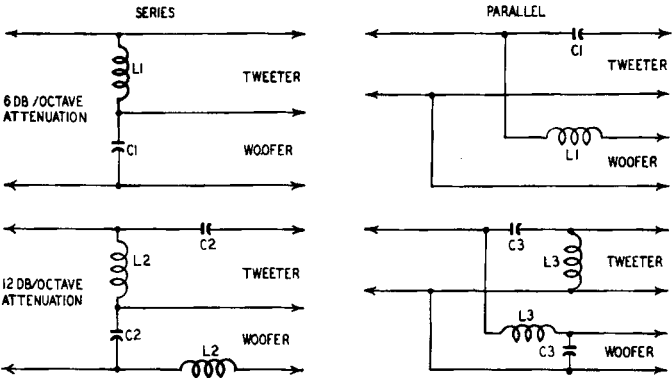 SERIES
PARALLEL
L1
TWEETER
6 DB/OCTAVE
ATTENUATION
C1
WOOFER
C1
TWEETER
L1
WOOFER
C2
L2
TWEETER
12 DB/OCTAVE
ATTENUATION
C2
WOOFER
L2
C3
L3
TWEETER
L3
C3
WOOFER